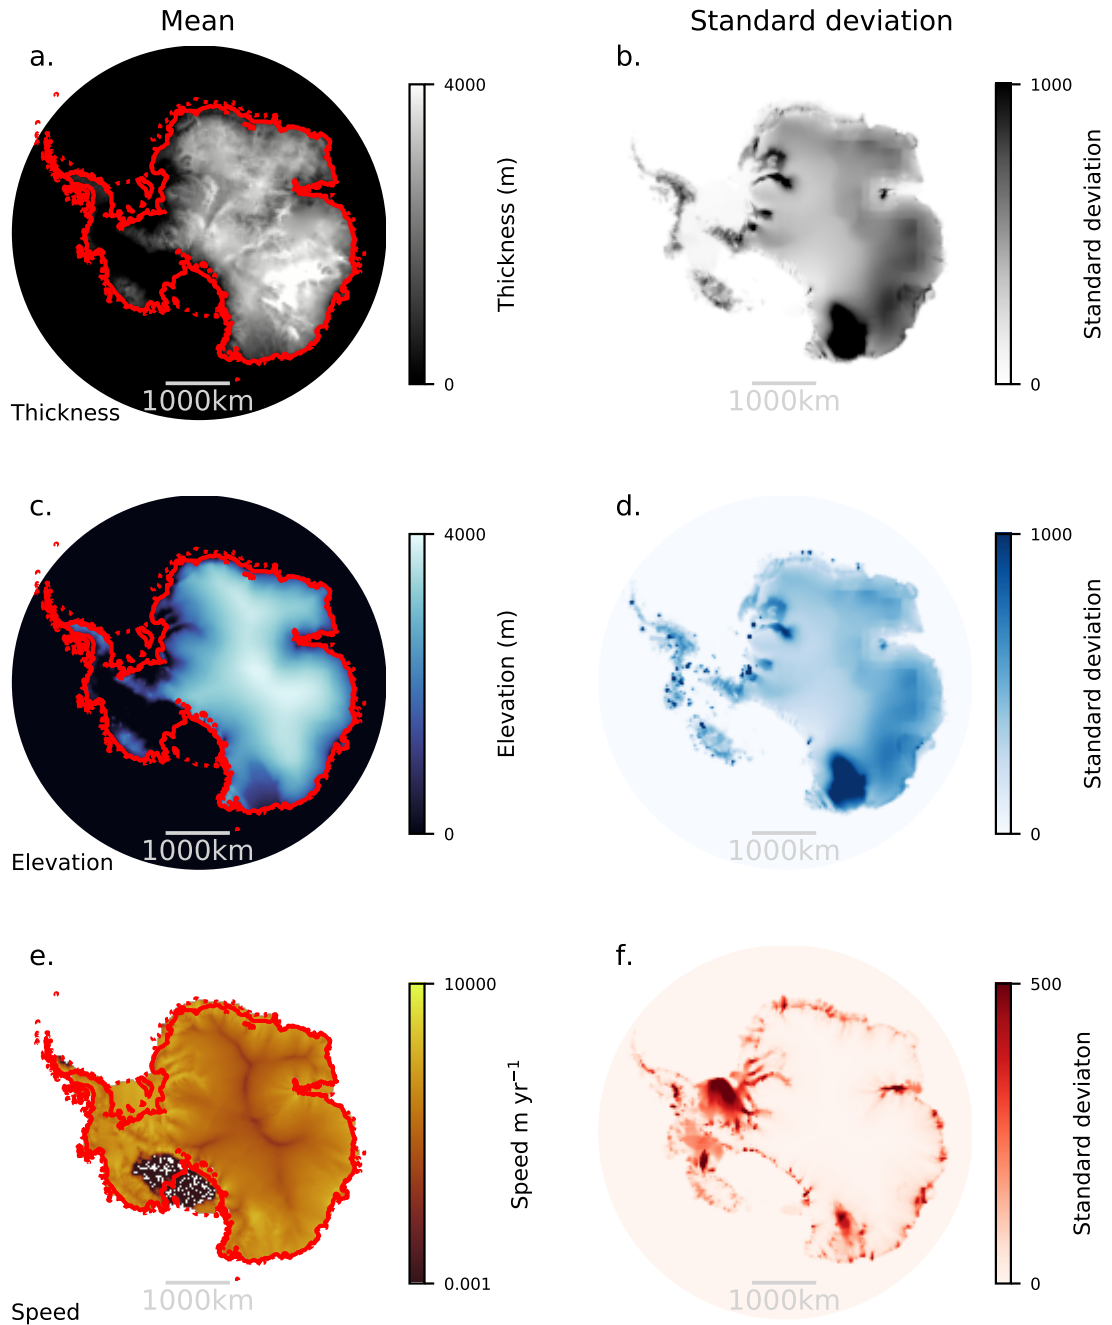 Mean
Standard deviation
a.
4000
Thickness (m)
0
1000km
Thickness
b.
1000
Standard deviation
0
1000km
c.
4000
Elevation (m)
0
1000km
Elevation
d.
1000
Standard deviation
0
1000km
e.
10000
Speed m yr⁻¹
0.001
1000km
Speed
f.
500
Standard deviaton
0
1000km